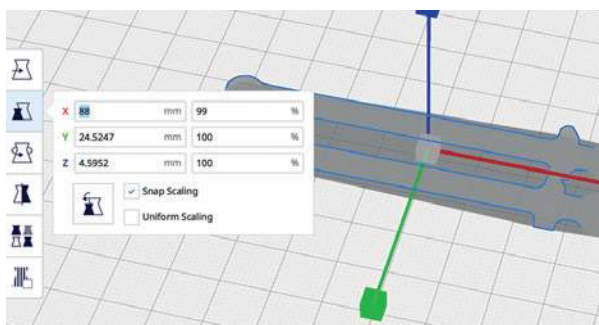 X 88 mm 99 %
Y 24.5247 mm 100 %
Z 4.5952 mm 100 %
Snap Scaling
Uniform Scaling